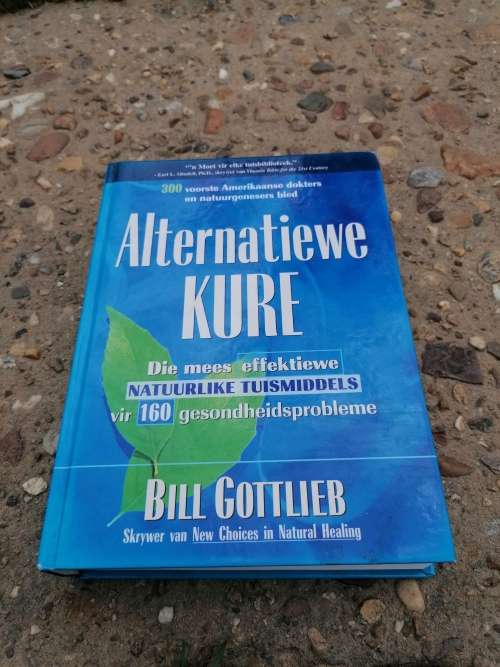 "'n Moet vir elke tuisbiblioteek."
300 voorste Amerikaanse dokters
en natuurgenesers bied
Alternatiewe
KURE
Die mees effektiewe
NATUURLIKE TUISMIDDELS
vir 160 gesondheidsprobleme
BILL GOTTLIEB
Skrywer van New Choices in Natural Healing